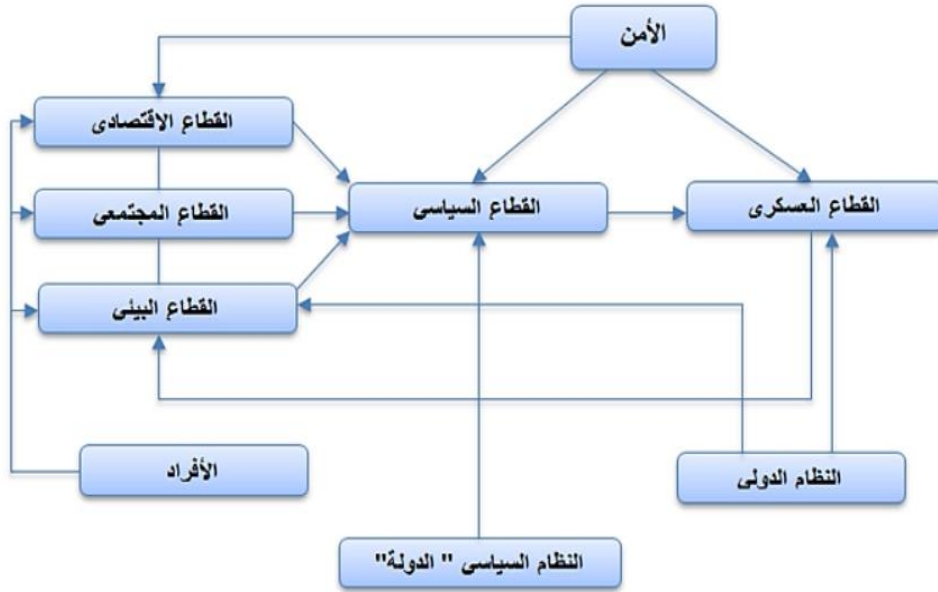 الأمن
القطاع الاقتصادى
القطاع المجتمعى
القطاع السياسى
القطاع العسكرى
القطاع البيئى
الأفراد
النظام الدولى
النظام السياسى " الدولة"